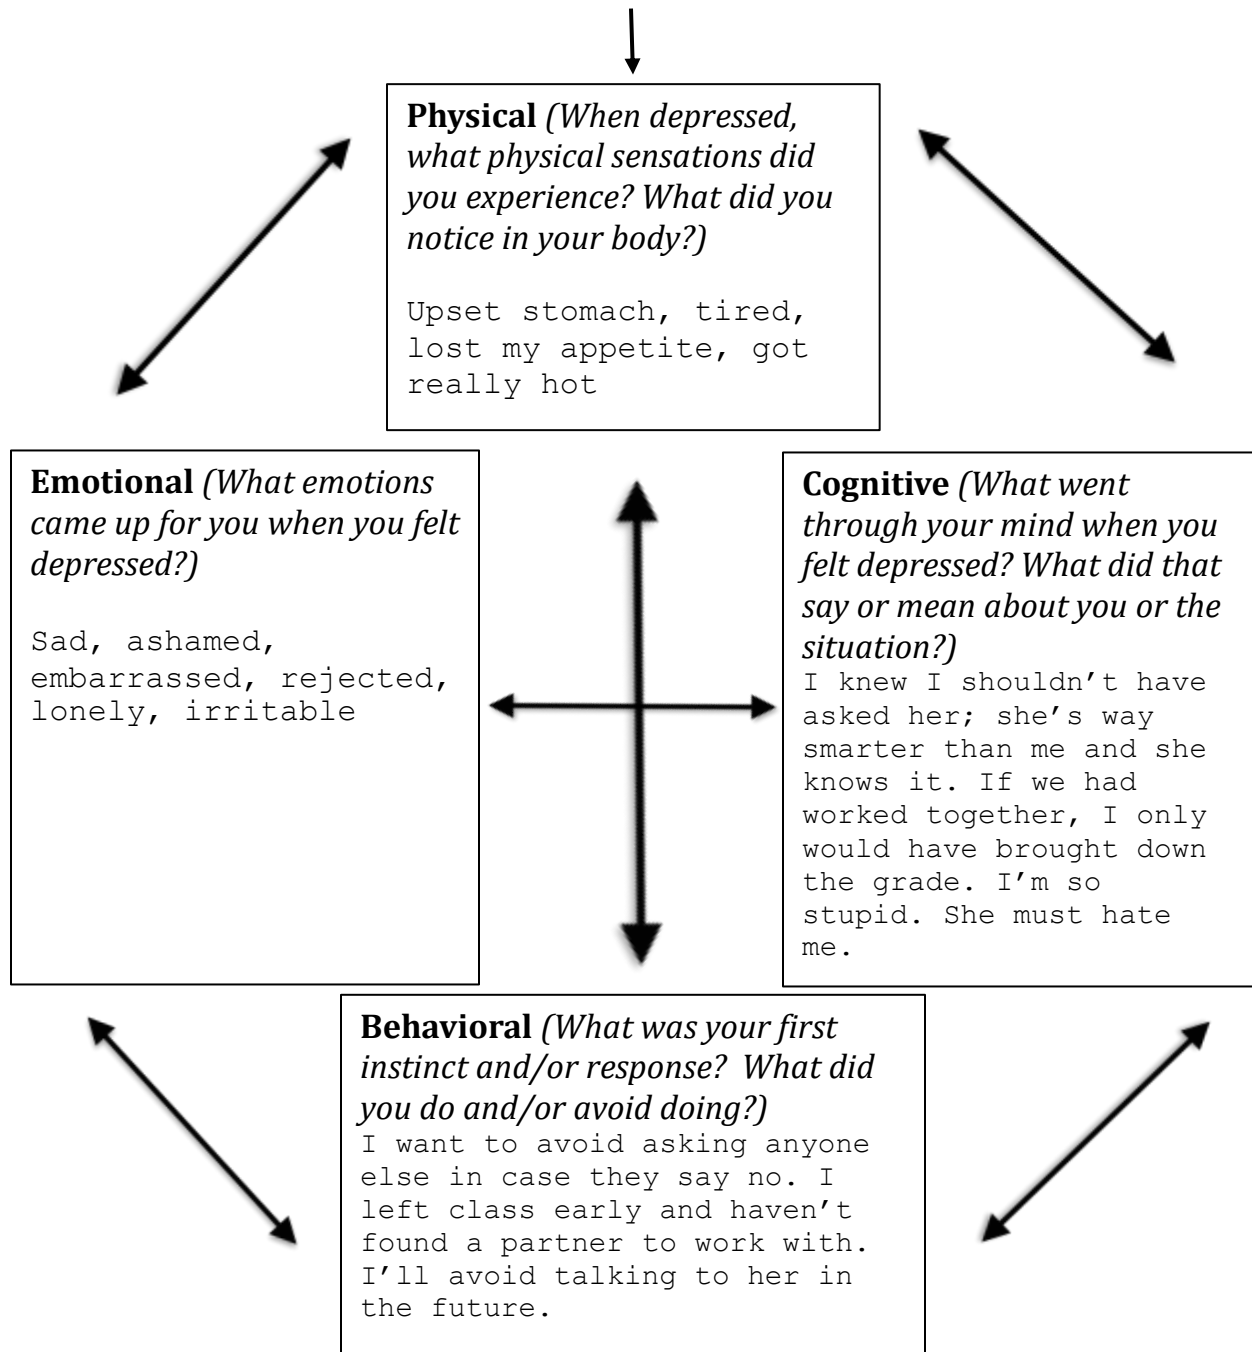 Physical (When depressed,
what physical sensations did
you experience? What did you
notice in your body?)
Upset stomach, tired,
lost my appetite, got
really hot
Emotional (What emotions
came up for you when you felt
depressed?)
Sad, ashamed,
embarrassed, rejected,
lonely, irritable
Cognitive (What went
through your mind when you
felt depressed? What did that
say or mean about you or the
situation?)
I knew I shouldn’t have
asked her; she’s way
smarter than me and she
knows it. If we had
worked together, I only
would have brought down
the grade. I’m so
stupid. She must hate
me.
Behavioral (What was your first
instinct and/or response?  What did
you do and/or avoid doing?)
I want to avoid asking anyone
else in case they say no. I
left class early and haven’t
found a partner to work with.
I’ll avoid talking to her in
the future.